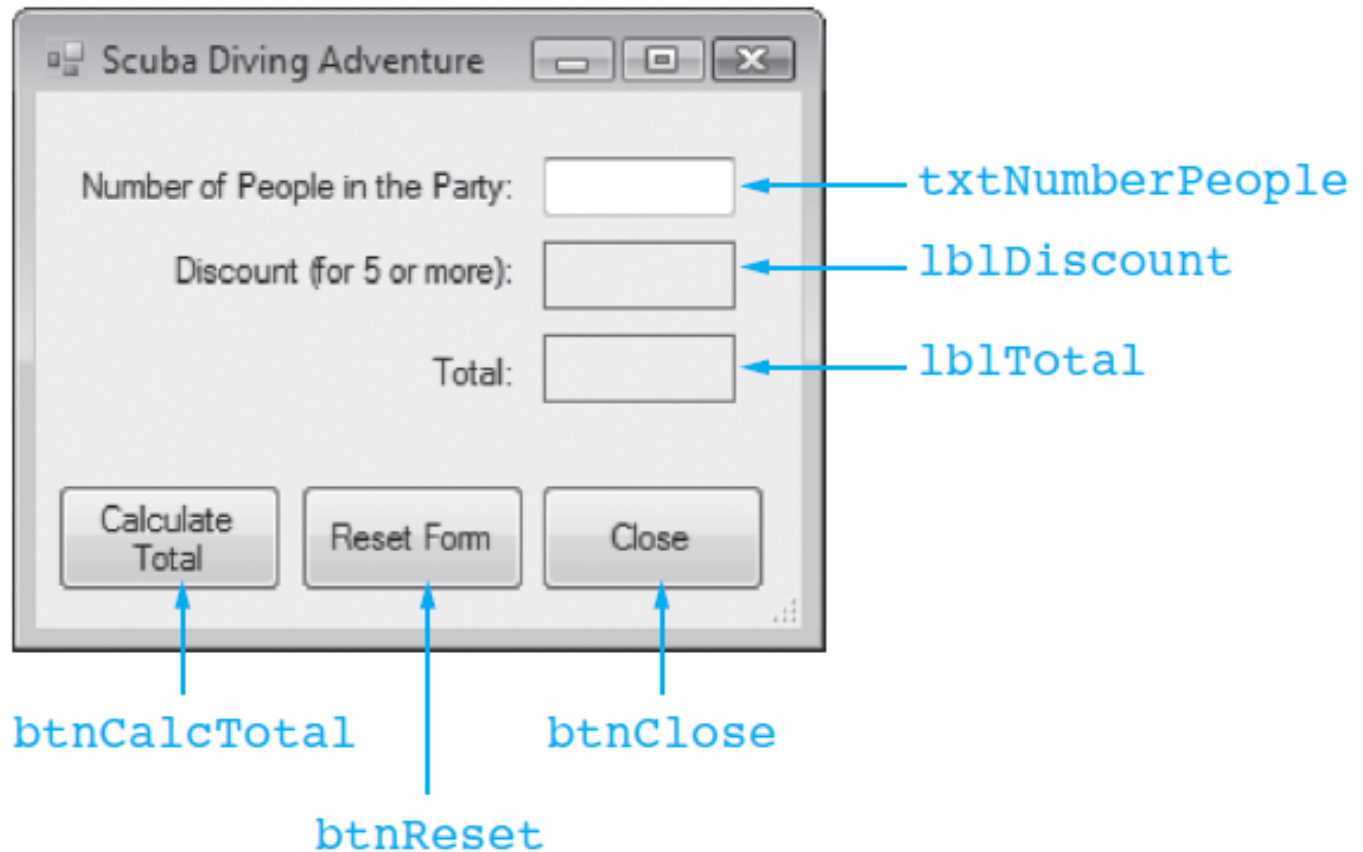 Scuba Diving Adventure
Number of People in the Party:
txtNumberPeople
Discount (for 5 or more):
lblDiscount
Total:
lblTotal
Calculate
Total
Reset Form
Close
btnCalcTotal
btnClose
btnReset